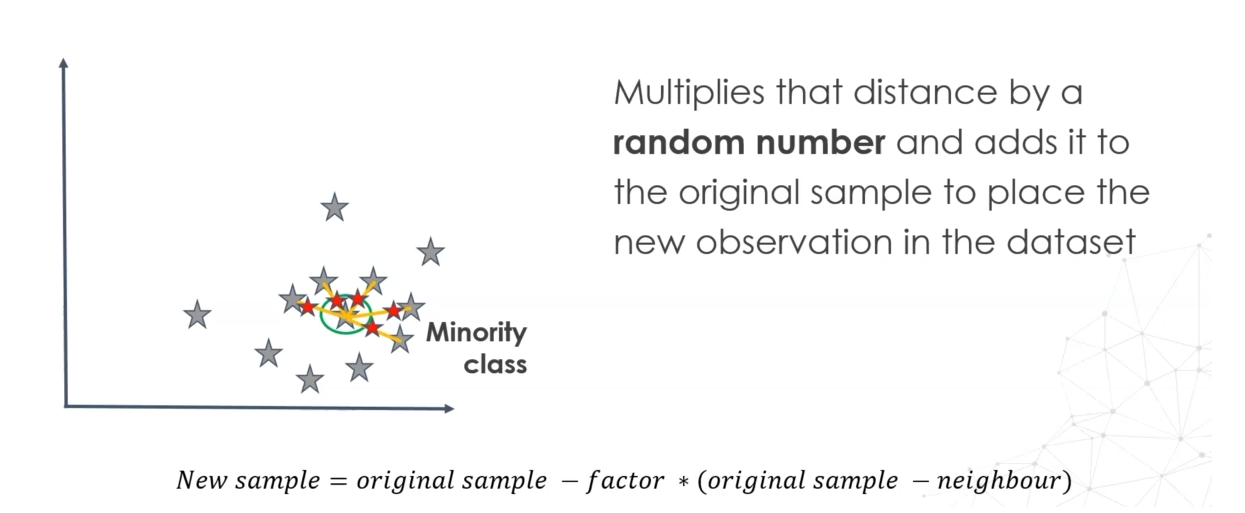 Multiplies that distance by a
random number and adds it to
the original sample to place the
new observation in the dataset
Minority
class
New sample = original sample − factor * (original sample − neighbour)